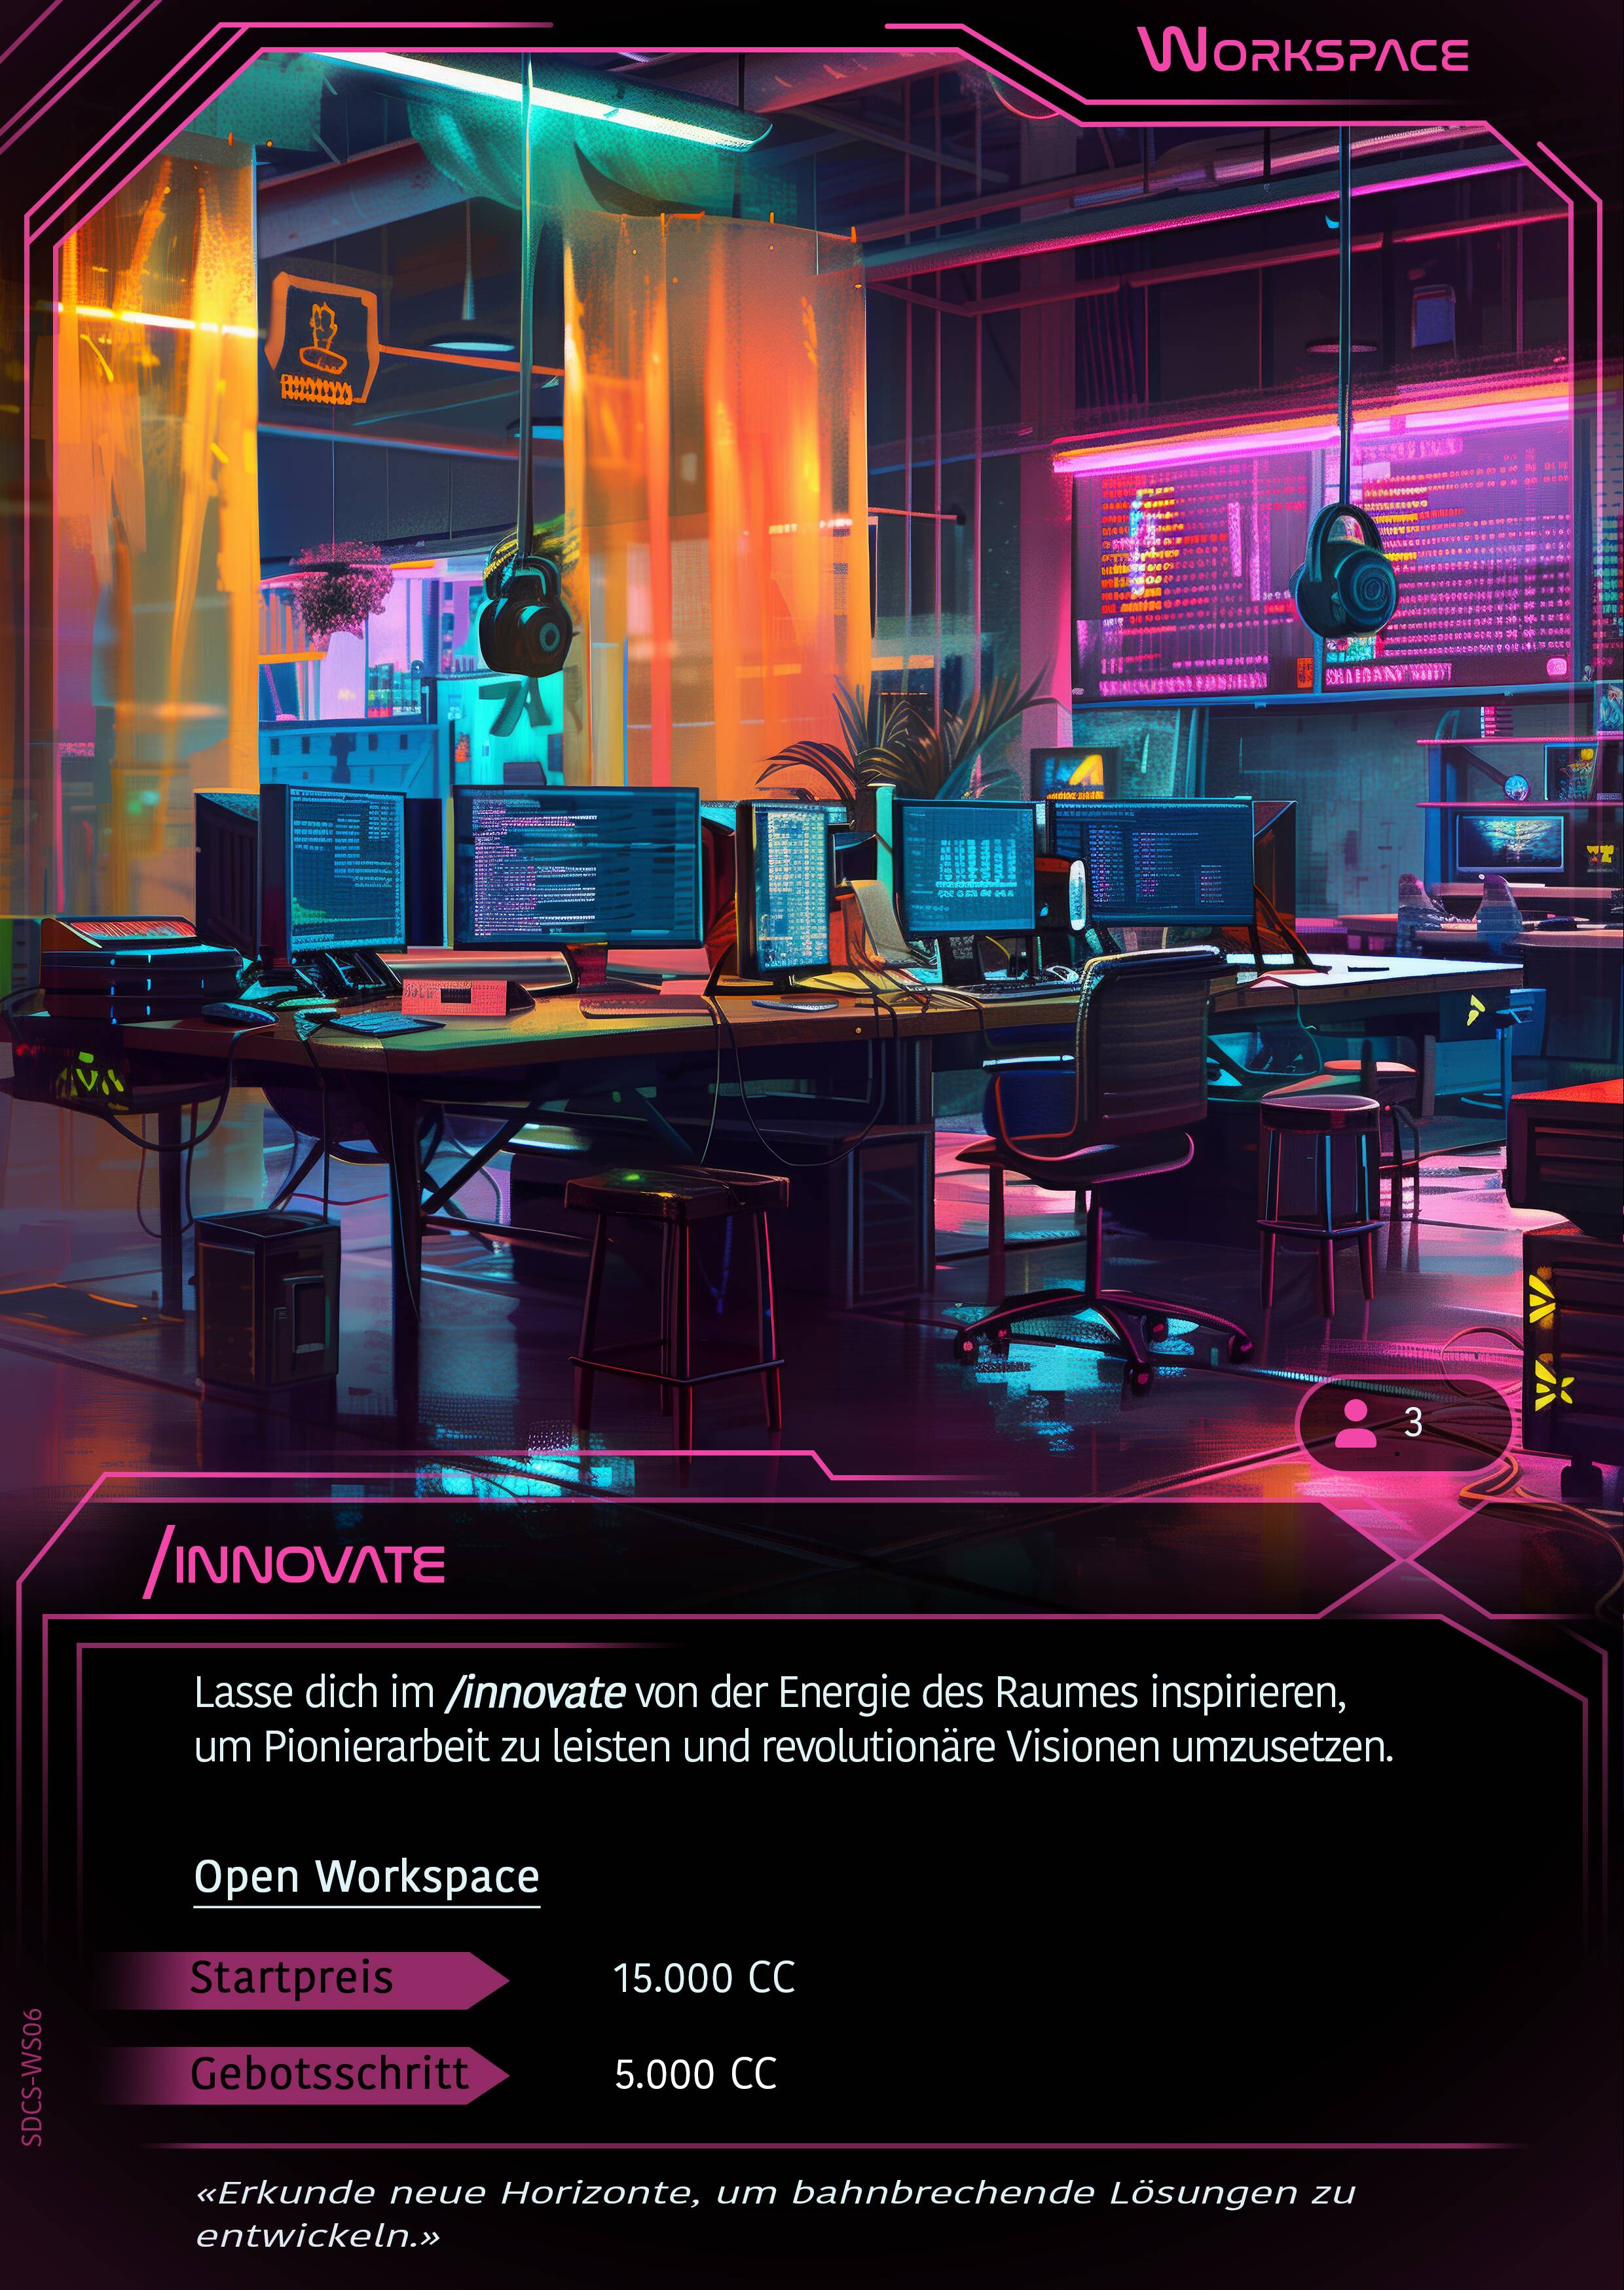 WORKSPACE
3
/INNOVATE
Lasse dich im /innovate von der Energie des Raumes inspirieren,
um Pionierarbeit zu leisten und revolutionäre Visionen umzusetzen.
Open Workspace
Startpreis 15.000 CC
Gebotsschritt 5.000 CC
SDCS-WS06
«Erkunde neue Horizonte, um bahnbrechende Lösungen zu
entwickeln.»